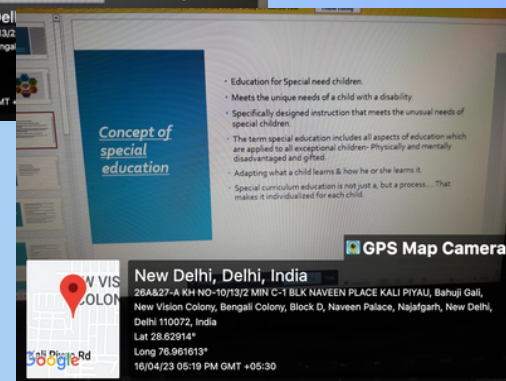 Concept of
special
education
• Education for Special need children.
• Meets the unique needs of a child with a disability.
• Specifically designed instruction that meets the unusual needs of
special children.
• The term special education includes all aspects of education which
are applied to all exceptional children- Physically and mentally
disadvantaged and gifted.
• Adapting what a child learns & how he or she learns it.
• Special curriculum education is not just a, but a process.... That
makes it individualized for each child.
GPS Map Camera
New Delhi, Delhi, India
26A&27-A KH NO-10/13/2 MIN C-1 BLK NAVEEN PLACE KALI PIYAU, Bahuji Gali,
New Vision Colony, Bengali Colony, Block D, Naveen Palace, Najafgarh, New Delhi,
Delhi 110072, India
Lat 28.62914°
Long 76.961613°
16/04/23 05:19 PM GMT +05:30
W VIS
COLON
Rd
Google